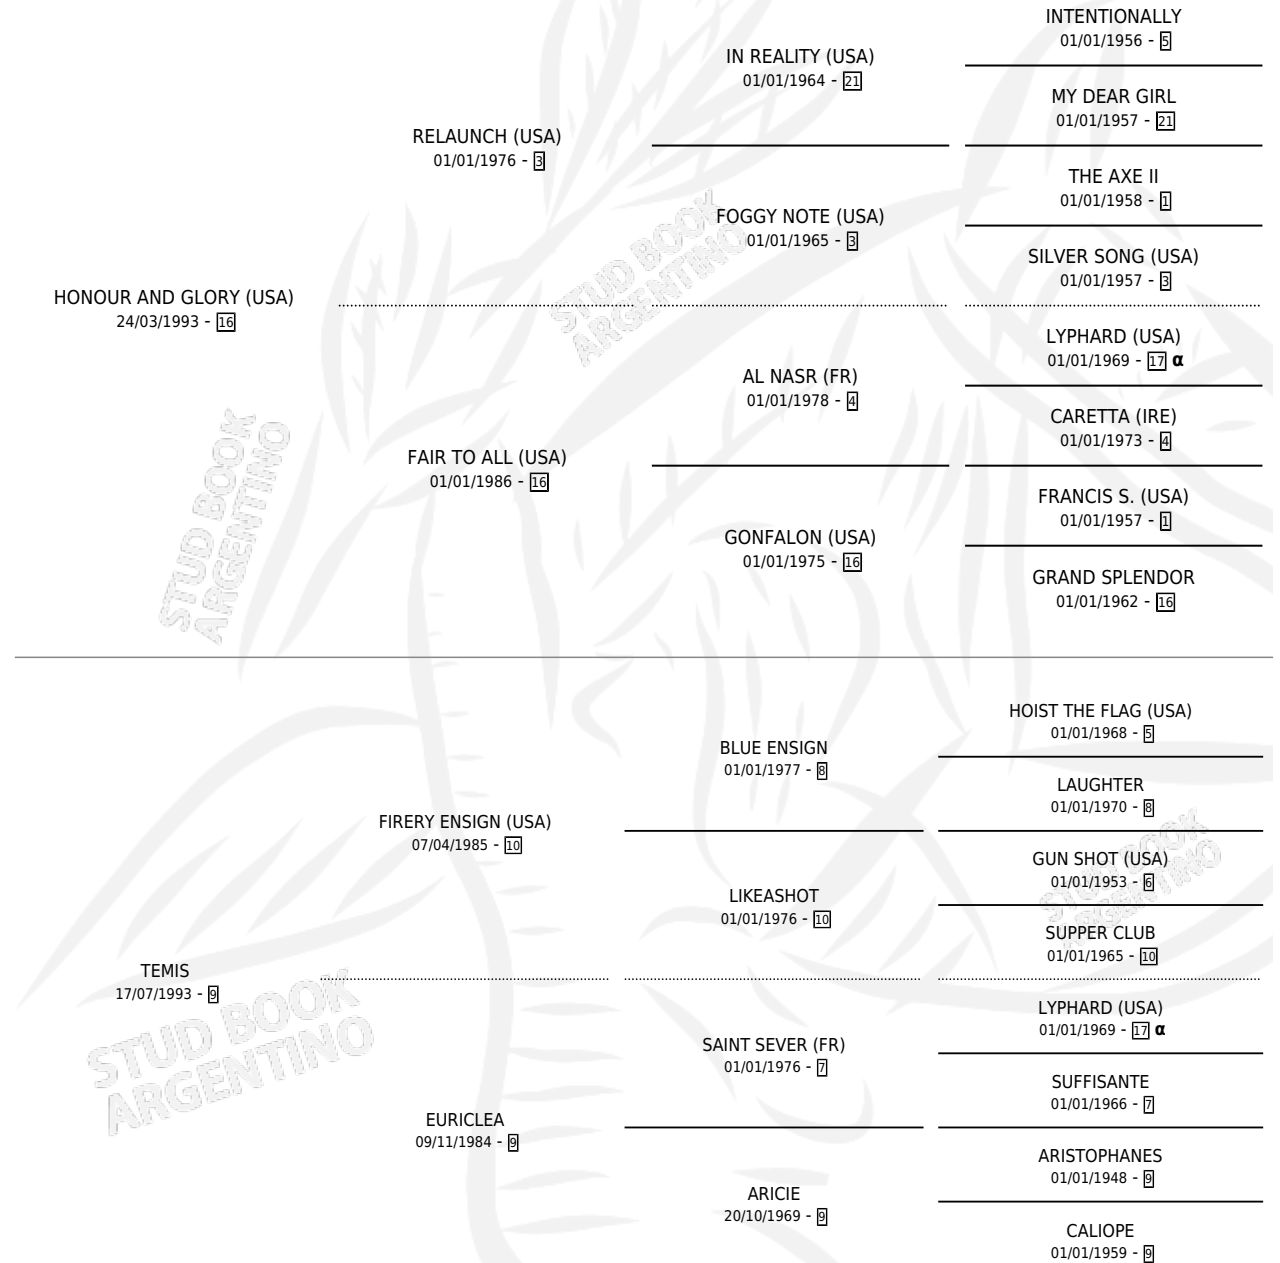 INTENTIONALLY
01/01/1956 - 5
IN REALITY (USA)
01/01/1964 - 21
MY DEAR GIRL
01/01/1957 - 21
RELAUNCH (USA)
01/01/1976 - 3
THE AXE II
01/01/1958 - 1
FOGGY NOTE (USA)
01/01/1965 - 3
SILVER SONG (USA)
01/01/1957 - 3
HONOUR AND GLORY (USA)
24/03/1993 - 16
LYPHARD (USA)
01/01/1969 - 17 α
AL NASR (FR)
01/01/1978 - 4
CARETTA (IRE)
01/01/1973 - 4
FAIR TO ALL (USA)
01/01/1986 - 16
FRANCIS S. (USA)
01/01/1957 - 1
GONFALON (USA)
01/01/1975 - 16
GRAND SPLENDOR
01/01/1962 - 16
HOIST THE FLAG (USA)
01/01/1968 - 5
BLUE ENSIGN
01/01/1977 - 8
LAUGHTER
01/01/1970 - 8
FIRERY ENSIGN (USA)
07/04/1985 - 10
GUN SHOT (USA)
01/01/1953 - 6
LIKEASHOT
01/01/1976 - 10
SUPPER CLUB
01/01/1965 - 10
TEMIS
17/07/1993 - 9
LYPHARD (USA)
01/01/1969 - 17 α
SAINT SEVER (FR)
01/01/1976 - 7
SUFFISANTE
01/01/1966 - 7
EURICLEA
09/11/1984 - 9
ARISTOPHANES
01/01/1948 - 9
ARICIE
20/10/1969 - 9
CALIOPE
01/01/1959 - 9
STUD BOOK
ARGENTINO
STUD BOOK
ARGENTINO
STUD BOOK
ARGENTINO
STUD BOOK
ARGENTINO